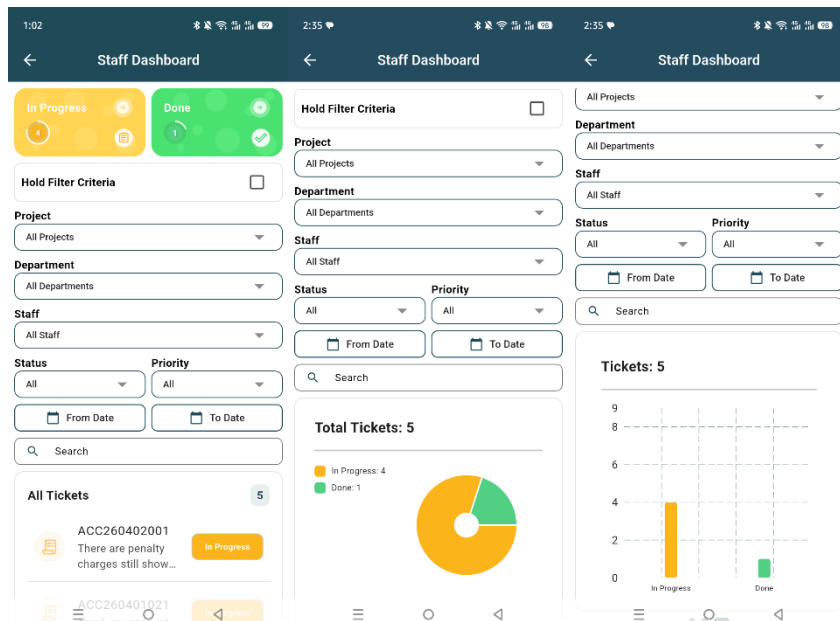 1:02
99
Staff Dashboard
In Progress
4
Done
1
Hold Filter Criteria
Project
All Projects
Department
All Departments
Staff
All Staff
Status
Priority
All
All
From Date
To Date
Search
All Tickets
5
ACC260402001
There are penalty
charges still show...
In Progress
ACC260401021
In Progress
2:35
98
Staff Dashboard
Hold Filter Criteria
Project
All Projects
Department
All Departments
Staff
All Staff
Status
Priority
All
All
From Date
To Date
Search
Total Tickets: 5
In Progress: 4
Done: 1
2:35
98
Staff Dashboard
All Projects
Department
All Departments
Staff
All Staff
Status
Priority
All
All
From Date
To Date
Search
Tickets: 5
9
8
6
4
2
0
In Progress
Done